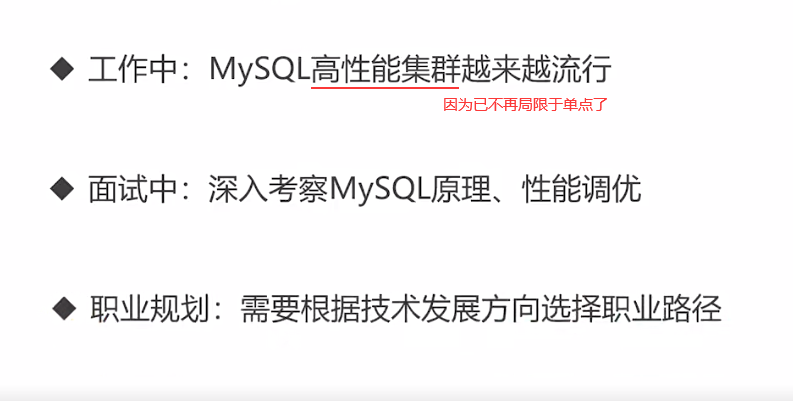 ◆ 工作中：MySQL高性能集群越来越流行
因为已不再局限于单点了
◆ 面试中：深入考察MySQL原理、性能调优
◆ 职业规划：需要根据技术发展方向选择职业路径